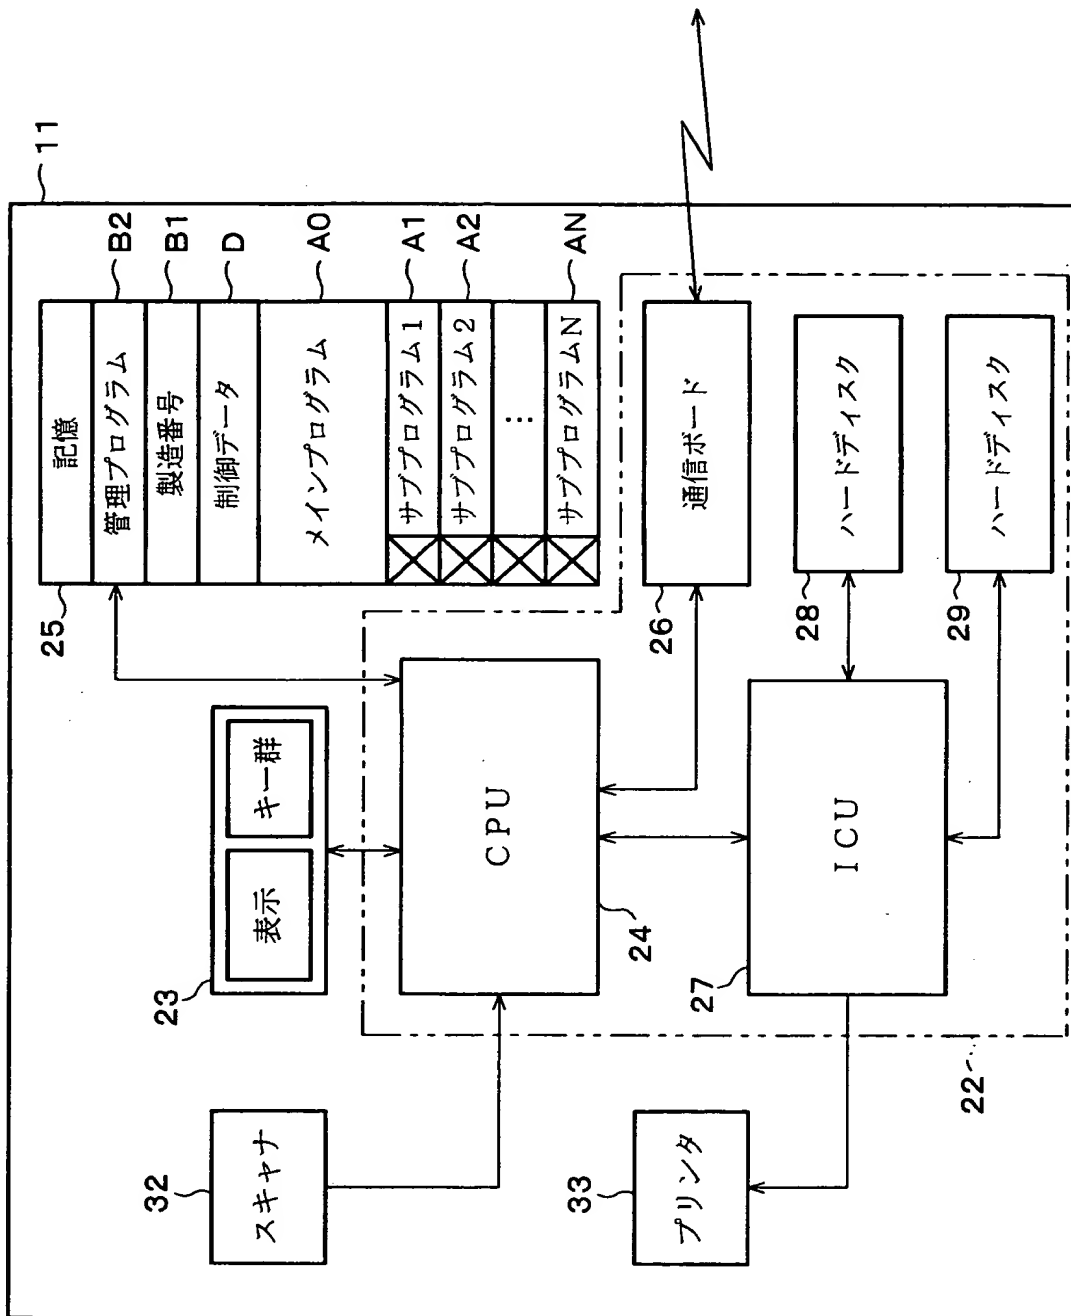 11
記憶
管理プログラム
製造番号
制御データ
メインプログラム
サブプログラム1
サブプログラム2
…
サブプログラムN
B2
B1
D
A0
A1
A2
AN
25
表示
キー群
23
スキャナ
32
CPU
24
通信ボード
26
ICU
27
ハードディスク
28
ハードディスク
29
プリンタ
33
22